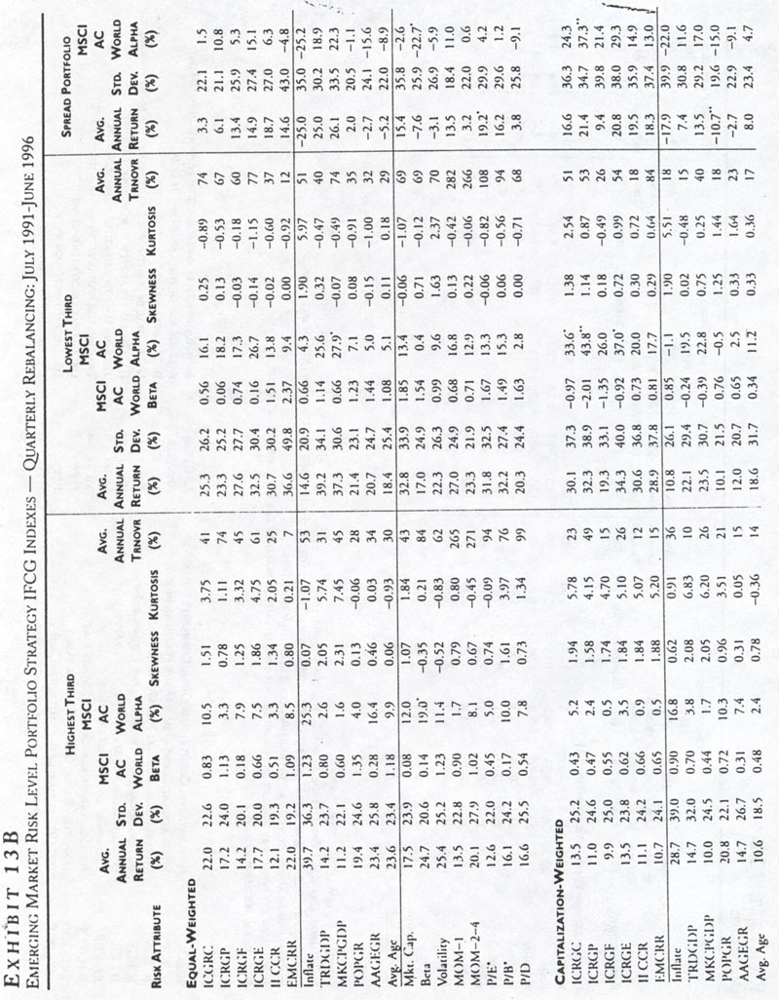 EXHIBIT 13B
EMERGING MARKET RISK LEVEL PORTFOLIO STRATEGY IFCG INDEXES — QUARTERLY REBALANCING: JULY 1991-JUNE 1996
HIGHEST THIRD LOWEST THIRD SPREAD PORTFOLIO
MSCI MSCI MSCI
AVG. MSCI AC AVG. AVG. MSCI AC AVG. AVG. AC
ANNUAL STD. AC WORLD ANNUAL ANNUAL STD. AC WORLD ANNUAL ANNUAL STD. WORLD
RETURN DEV. WORLD ALPHA TRNOVR RETURN DEV. WORLD ALPHA TRNOVR RETURN DEV. ALPHA
RISK ATTRIBUTE (%) (%) BETA (%) SKEWNESS KURTOSIS (%) (%) (%) BETA (%) SKEWNESS KURTOSIS (%) (%) (%) (%)
EQUAL-WEIGHTED
ICCGRC 22.0 22.6 0.83 10.5 1.51 3.75 41 25.3 26.2 0.56 16.1 0.25 −0.89 74 3.3 22.1 1.5
ICRGP 17.2 24.0 1.13 3.3 0.78 1.11 74 23.3 25.2 0.06 18.2 0.13 −0.53 67 6.1 21.1 10.8
ICRGF 14.2 20.1 0.18 7.9 1.25 3.32 45 27.6 27.7 0.74 17.3 −0.03 −0.18 60 13.4 25.9 5.3
ICRGE 17.7 20.0 0.66 7.5 1.86 4.75 61 32.5 30.4 0.16 26.7 −0.14 −1.15 77 14.9 27.4 15.1
II CCR 12.1 19.3 0.51 3.3 1.34 2.05 25 30.7 30.2 1.51 13.8 −0.02 −0.60 37 18.7 27.0 6.3
EMCRR 22.0 19.2 1.09 8.5 0.80 0.21 7 36.6 49.8 2.37 9.4 0.00 −0.92 12 14.6 43.0 −4.8
Inflate 39.7 36.3 1.23 25.3 0.07 −1.07 53 14.6 20.9 0.66 4.3 1.90 5.97 51 −25.0 35.0 −25.2
TRDGDP 14.2 23.7 0.80 2.6 2.05 5.74 31 39.2 34.1 1.14 25.6 0.32 −0.47 40 25.0 30.2 18.9
MKCPGDP 11.2 22.1 0.60 1.6 2.31 7.45 45 37.3 30.6 0.66 27.9* −0.07 −0.49 74 26.1 33.5 22.3
POPGR 19.4 24.6 1.35 4.0 0.13 −0.06 28 21.4 23.1 1.23 7.1 0.08 −0.91 35 2.0 20.5 −1.1
AAGEGR 23.4 25.8 0.28 16.4 0.46 0.03 34 20.7 24.7 1.44 5.0 −0.15 −1.00 32 −2.7 24.1 −15.6
Avg. Age 23.6 23.4 1.18 9.9 0.06 −0.93 30 18.4 25.4 1.08 5.1 0.11 0.18 29 −5.2 22.0 −8.9
Mkt. Cap. 17.5 23.9 0.08 12.0 1.07 1.84 43 32.8 33.9 1.85 13.4 −0.06 −1.07 69 15.4 35.8 −2.6
Beta 24.7 20.6 0.14 19.0* −0.35 0.21 84 17.0 24.9 1.54 0.4 0.71 −0.12 69 −7.6 25.9 −22.7*
Volatility 25.4 25.2 1.23 11.4 −0.52 −0.83 62 22.3 26.3 0.99 9.6 1.63 2.37 70 −3.1 26.9 −5.9
MOM−1 13.5 22.8 0.90 1.7 0.79 0.80 265 27.0 24.9 0.68 16.8 0.13 −0.42 282 13.5 18.4 11.0
MOM−2−4 20.1 27.9 1.02 8.1 0.67 −0.45 271 23.3 21.9 0.71 12.9 0.22 −0.06 266 3.2 22.0 0.6
P/E* 12.6 22.0 0.45 5.0 0.74 −0.09 94 31.8 32.5 1.67 13.3 −0.06 −0.82 108 19.2* 29.9 4.2
P/B* 16.1 24.2 0.17 10.0 1.61 3.97 76 32.2 27.4 1.49 15.3 0.06 −0.56 94 16.2 29.6 1.2
P/D 16.6 25.5 0.54 7.8 0.73 1.34 99 20.3 24.4 1.63 2.8 0.00 −0.71 68 3.8 25.8 −9.1
CAPITALIZATION-WEIGHTED
ICRGC 13.5 25.2 0.43 5.2 1.94 5.78 23 30.1 37.3 −0.97 33.6* 1.38 2.54 51 16.6 36.3 24.3
ICRGP 11.0 24.6 0.47 2.4 1.58 4.15 49 32.3 38.9 −2.01 43.8** 1.14 0.87 53 21.4 34.7 37.3**
ICRGF 9.9 25.0 0.55 0.5 1.74 4.70 15 19.3 33.1 −1.35 26.0 0.18 −0.49 26 9.4 39.8 21.4
ICRGE 13.5 23.8 0.62 3.5 1.84 5.10 26 34.3 40.0 −0.92 37.0* 0.72 0.99 54 20.8 38.0 29.3
II CCR 11.1 24.2 0.66 0.9 1.84 5.07 12 30.6 36.8 0.73 20.0 0.30 0.72 18 19.5 35.9 14.9
EMCRR 10.7 24.1 0.65 0.5 1.88 5.20 15 28.9 37.8 0.81 17.7 0.29 0.64 84 18.3 37.4 13.0
Inflate 28.7 39.0 0.90 16.8 0.62 0.91 36 10.8 26.1 0.85 −1.1 1.90 5.51 18 −17.9 39.9 −22.0
TRDGDP 14.7 32.0 0.70 3.8 2.08 6.83 10 22.1 29.4 −0.24 19.5 0.02 −0.48 15 7.4 30.8 11.6
MKCPGDP 10.0 24.5 0.44 1.7 2.05 6.20 26 23.5 30.7 −0.39 22.8 0.75 0.25 40 13.5 29.2 17.0
POPGR 20.8 22.1 0.72 10.3 0.96 3.51 21 10.1 21.5 0.76 −0.5 1.25 1.44 18 −10.7** 19.6 −15.0
AAGEGR 14.7 26.7 0.31 7.4 0.31 0.05 15 12.0 20.7 0.65 2.5 0.33 1.64 23 −2.7 22.9 −9.1
Avg. Age 10.6 18.5 0.48 2.4 0.78 −0.36 14 18.6 31.7 0.34 11.2 0.33 0.36 17 8.0 23.4 4.7